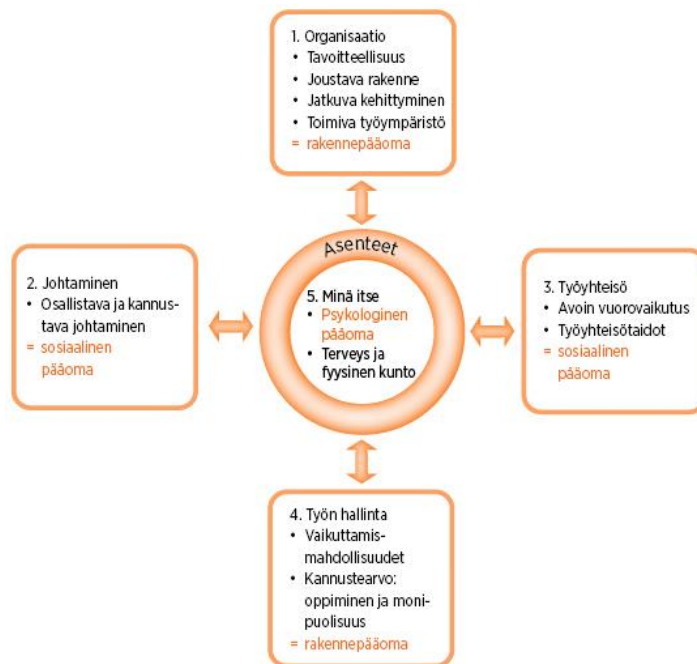 1. Organisaatio
• Tavoitteellisuus
• Joustava rakenne
• Jatkuva kehittyminen
• Toimiva työympäristö
= rakennepääoma
Asenteet
2. Johtaminen
• Osallistava ja kannus-
tava johtaminen
= sosiaalinen
pääoma
5. Minä itse
• Psykologinen
pääoma
• Terveys ja
fyysinen kunto
3. Työyhteisö
• Avoin vuorovaikutus
• Työyhteisötaidot
= sosiaalinen
pääoma
4. Työn hallinta
• Vaikuttamis-
mahdollisuudet
• Kannustearvo:
oppiminen ja moni-
puolisuus
= rakennepääoma